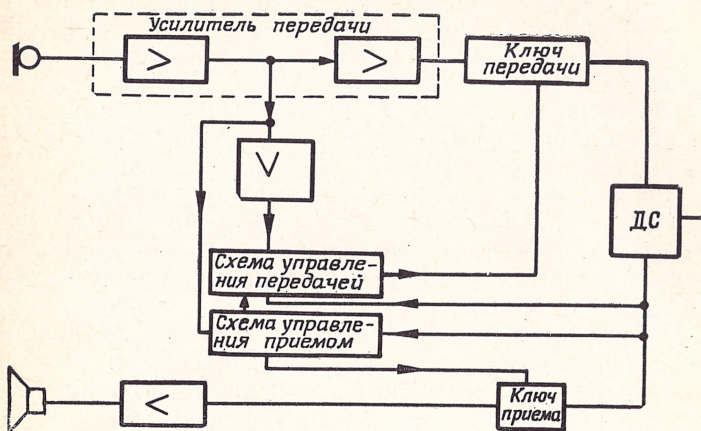 Усилитель передачи
>
>
Ключ
передачи
>
ДС
Схема управле-
ния передачей
Схема управле-
ния приемом
<
Ключ
приема